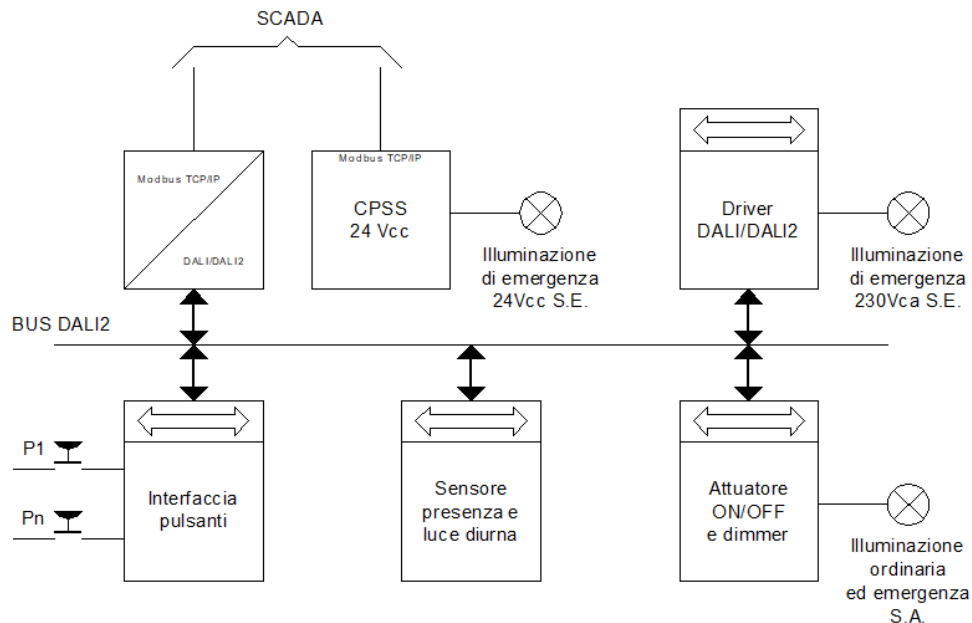 SCADA
Modbus TCP/IP
DALI/DALI2
Modbus TCP/IP
CPSS
24 Vcc
Illuminazione
di emergenza
24Vcc S.E.
Driver
DALI/DALI2
Illuminazione
di emergenza
230Vca S.E.
BUS DALI2
P1
Pn
Interfaccia
pulsanti
Sensore
presenza e
luce diurna
Attuatore
ON/OFF
e dimmer
Illuminazione
ordinaria
ed emergenza
S.A.